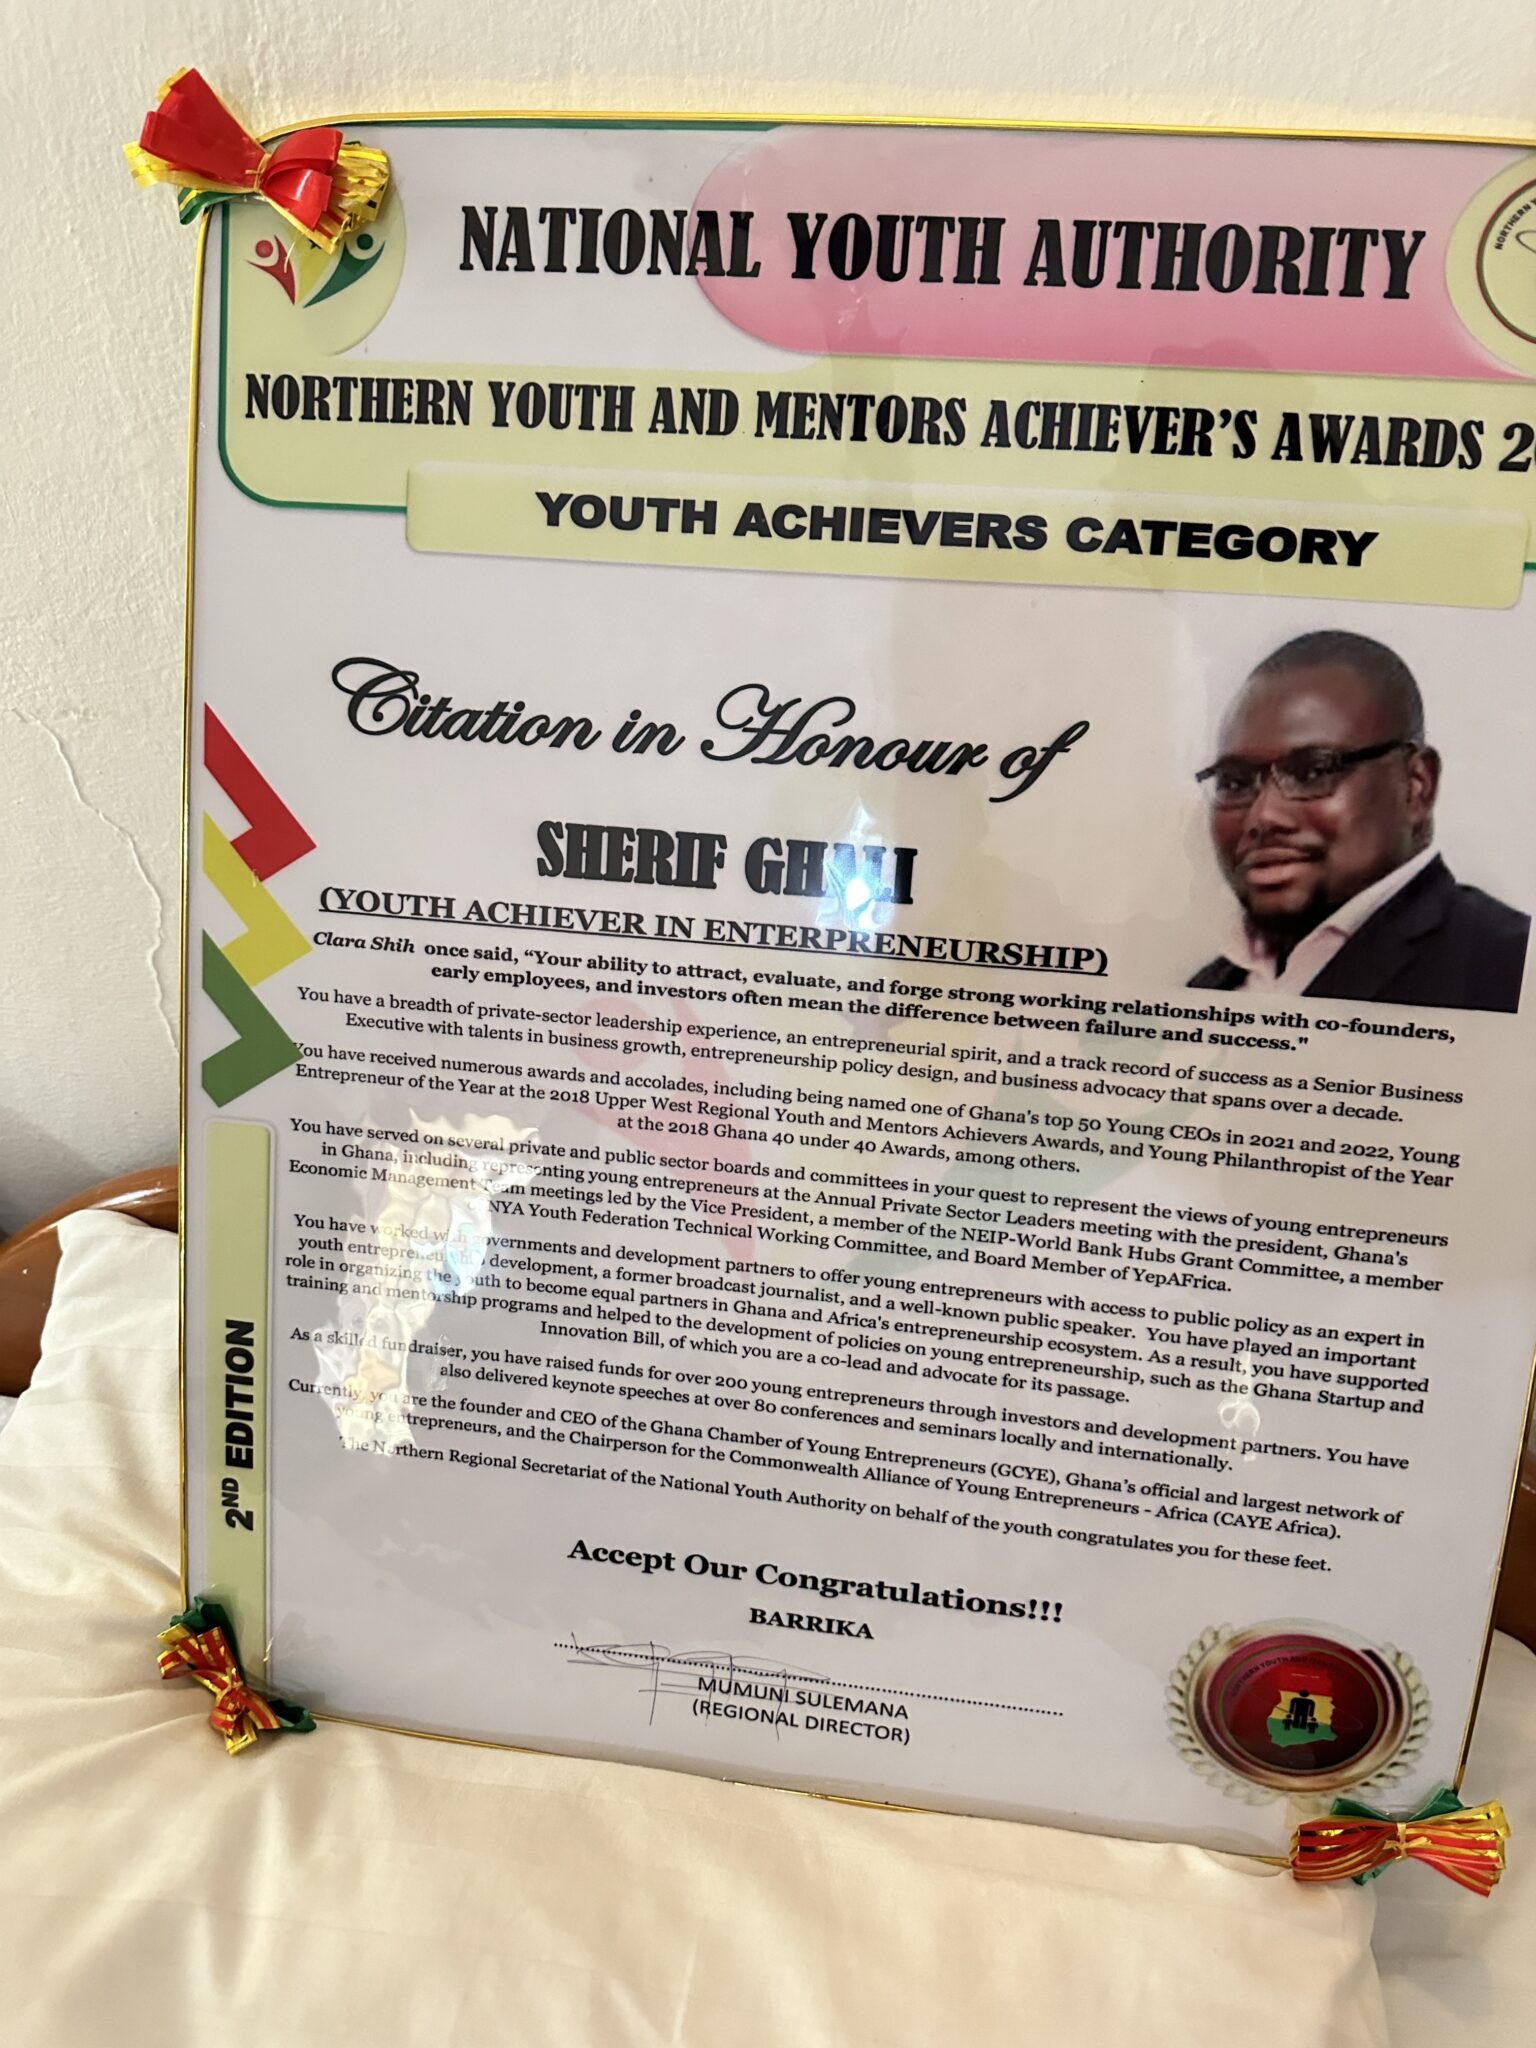 NATIONAL YOUTH AUTHORITY
NORTHERN Y
NORTHERN YOUTH AND MENTORS ACHIEVER'S AWARDS
YOUTH ACHIEVERS CATEGORY
Citation in Honour of
SHERIF GHALI
(YOUTH ACHIEVER IN ENTERPRENEURSHIP)
Clara Shih once said, “Your ability to attract, evaluate, and forge strong working relationships with co-founders,
early employees, and investors often mean the difference between failure and success."
You have a breadth of private-sector leadership experience, an entrepreneurial spirit, and a track record of success as a Senior Business
Executive with talents in business growth, entrepreneurship policy design, and business advocacy that spans over a decade.
You have received numerous awards and accolades, including being named one of Ghana's top 50 Young CEOs in 2021 and 2022, Young
Entrepreneur of the Year at the 2018 Upper West Regional Youth and Mentors Achievers Awards, and Young Philanthropist of the Year
at the 2018 Ghana 40 under 40 Awards, among others.
You have served on several private and public sector boards and committees in your quest to represent the views of young entrepreneurs
in Ghana, including representing young entrepreneurs at the Annual Private Sector Leaders meeting with the president, Ghana's
Economic Management Team meetings led by the Vice President, a member of the NEIP-World Bank Hubs Grant Committee, a member
of NYA Youth Federation Technical Working Committee, and Board Member of YepAFrica.
You have worked with governments and development partners to offer young entrepreneurs with access to public policy as an expert in
youth development, a former broadcast journalist, and a well-known public speaker. You have played an important
role in organizing the youth to become equal partners in Ghana and Africa's entrepreneurship ecosystem. As a result, you have supported
training and mentorship programs and helped to the development of policies on young entrepreneurship, such as the Ghana Startup and
Innovation Bill, of which you are a co-lead and advocate for its passage.
As a skilled fundraiser, you have raised funds for over 200 young entrepreneurs through investors and development partners. You have
also delivered keynote speeches at over 80 conferences and seminars locally and internationally.
Currently, you are the founder and CEO of the Ghana Chamber of Young Entrepreneurs (GCYE), Ghana's official and largest network of
young entrepreneurs, and the Chairperson for the Commonwealth Alliance of Young Entrepreneurs - Africa (CAYE Africa).
The Northern Regional Secretariat of the National Youth Authority on behalf of the youth congratulates you for these feet.
2ND EDITION
Accept Our Congratulations!!!
BARRIKA
MUMUNI SULEMANA
(REGIONAL DIRECTOR)
NORTHERN YOUTH AND